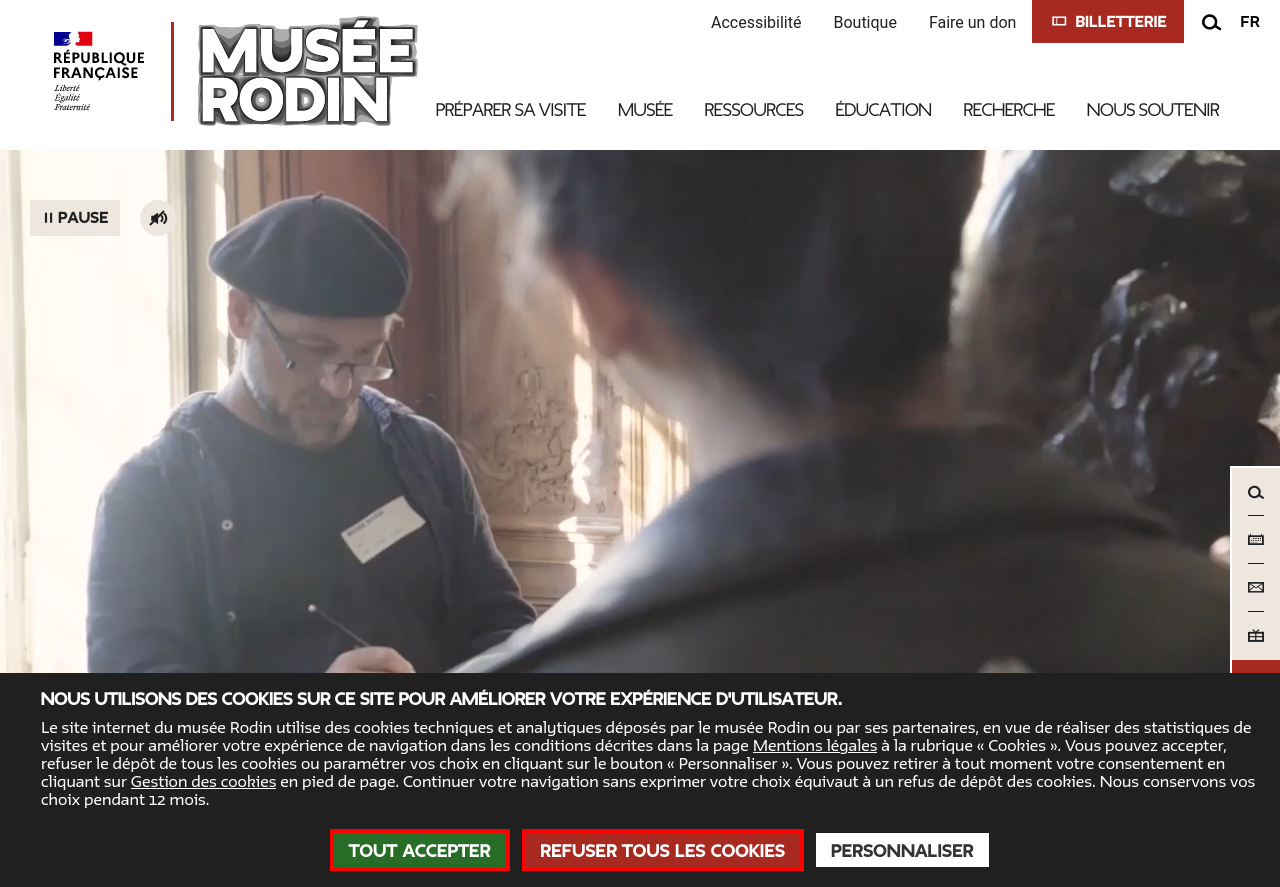 Accessibilité Boutique Faire un don BILLETTERIE FR
RÉPUBLIQUE
FRANÇAISE
Liberté
Égalité
Fraternité
MUSÉE
RODIN
PRÉPARER SA VISITE MUSÉE RESSOURCES ÉDUCATION RECHERCHE NOUS SOUTENIR
PAUSE
NOUS UTILISONS DES COOKIES SUR CE SITE POUR AMÉLIORER VOTRE EXPÉRIENCE D'UTILISATEUR.
Le site internet du musée Rodin utilise des cookies techniques et analytiques déposés par le musée Rodin ou par ses partenaires, en vue de réaliser des statistiques de
visites et pour améliorer votre expérience de navigation dans les conditions décrites dans la page Mentions légales à la rubrique « Cookies ». Vous pouvez accepter,
refuser le dépôt de tous les cookies ou paramétrer vos choix en cliquant sur le bouton « Personnaliser ». Vous pouvez retirer à tout moment votre consentement en
cliquant sur Gestion des cookies en pied de page. Continuer votre navigation sans exprimer votre choix équivaut à un refus de dépôt des cookies. Nous conservons vos
choix pendant 12 mois.
TOUT ACCEPTER REFUSER TOUS LES COOKIES PERSONNALISER